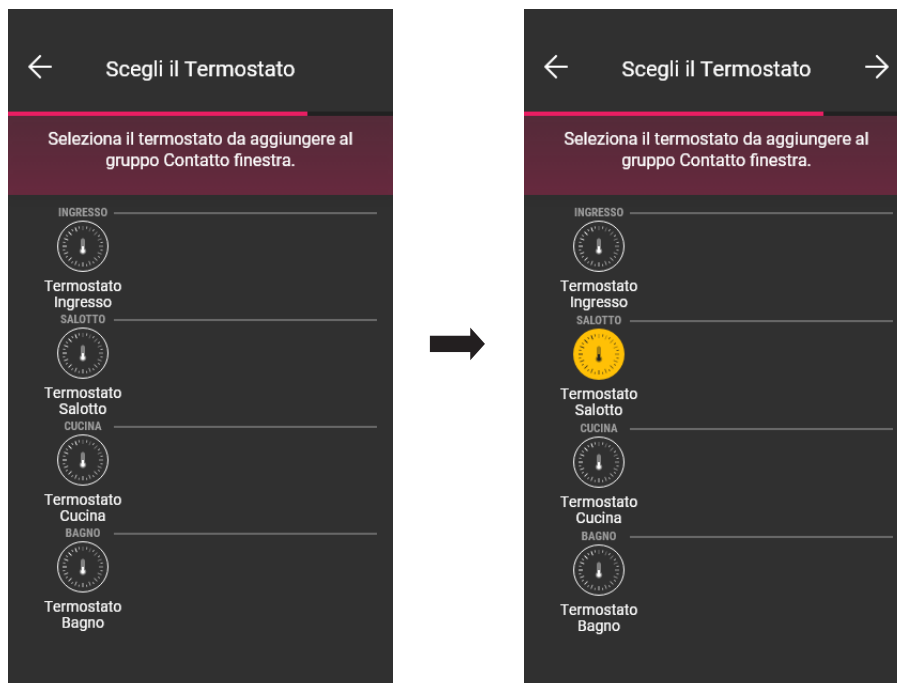 Scegli il Termostato
Seleziona il termostato da aggiungere al
gruppo Contatto finestra.
INGRESSO
Termostato
Ingresso
SALOTTO
Termostato
Salotto
CUCINA
Termostato
Cucina
BAGNO
Termostato
Bagno
Scegli il Termostato
Seleziona il termostato da aggiungere al
gruppo Contatto finestra.
INGRESSO
Termostato
Ingresso
SALOTTO
Termostato
Salotto
CUCINA
Termostato
Cucina
BAGNO
Termostato
Bagno